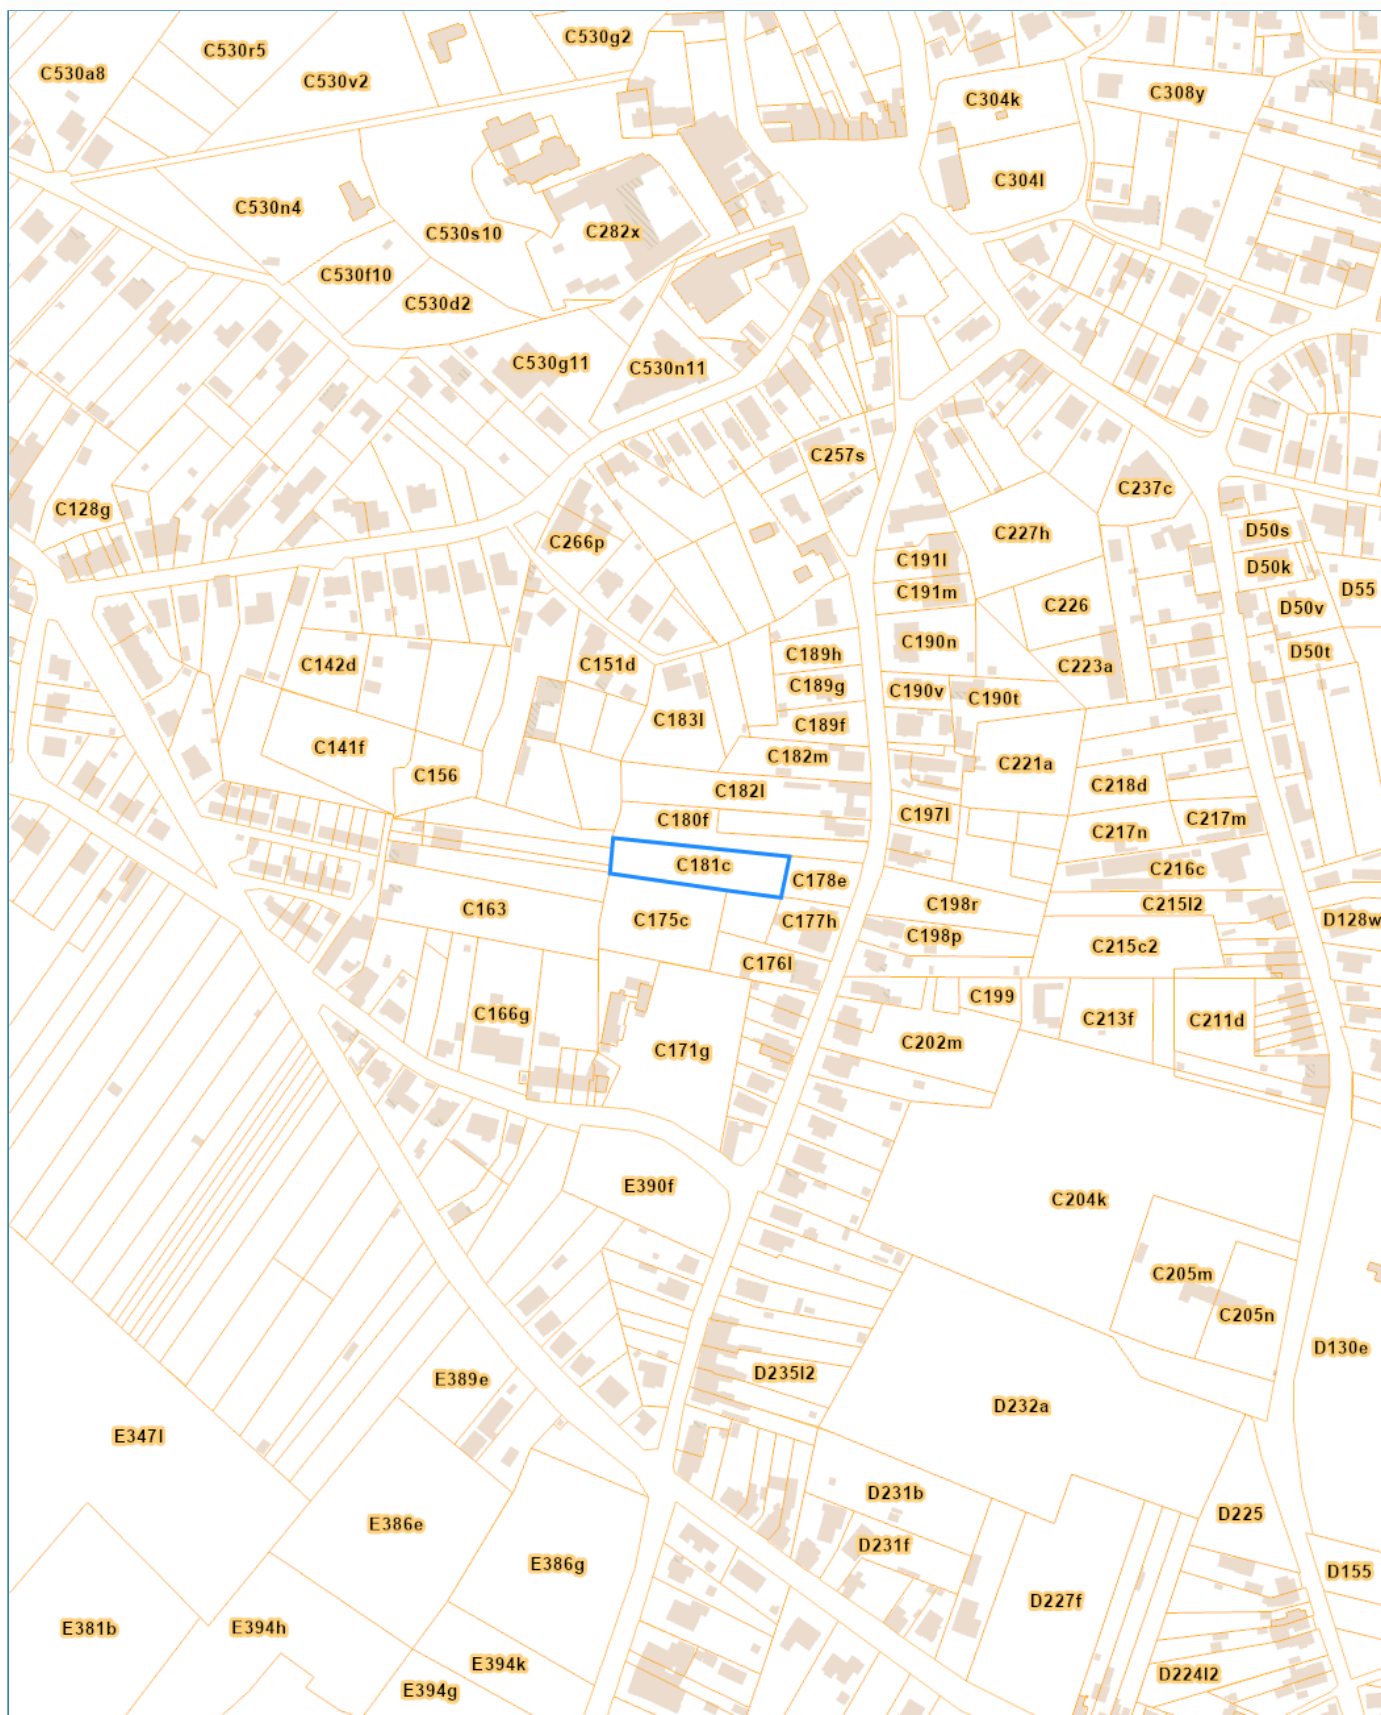 C530g2
C530r5
C530a8
C530v2
C308y
C304k
C304l
C530n4
C282x
C530s10
C530f10
C530d2
C530g11
C530n11
C257s
C237c
C128g
D50s
C227h
C266p
C191l
D50k
D55
C191m
C226
D50v
C190n
D50t
C189h
C142d
C151d
C223a
C189g
C190v
C190t
C183l
C189f
C141f
C182m
C221a
C156
C218d
C182l
C197l
C180f
C217m
C217n
C181c
C216c
C178e
C198r
C215l2
C163
C175c
C177h
D128w
C198p
C215c2
C176l
C199
C166g
C213f
C211d
C202m
C171g
E390f
C204k
C205m
C205n
D130e
D235l2
E389e
D232a
E347l
D231b
D225
E386e
D231f
E386g
D155
D227f
E381b
E394h
E394k
D224l2
E394g